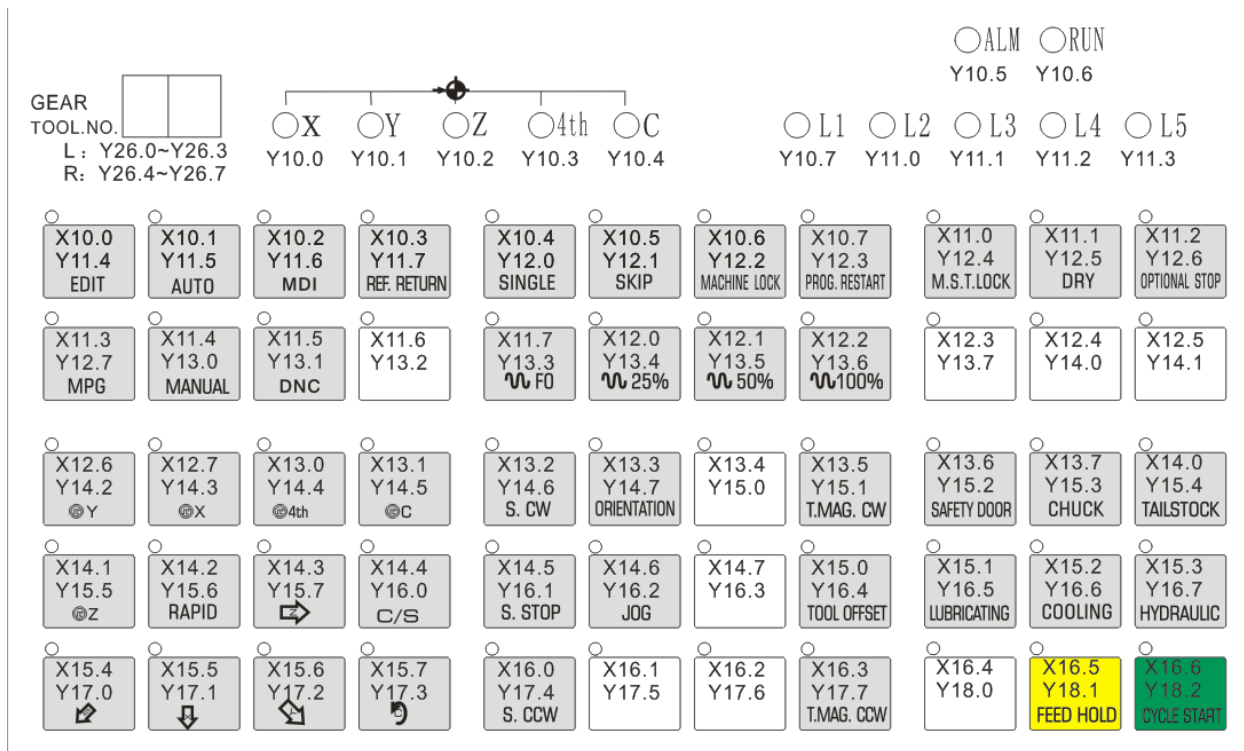 ALM RUN
Y10.5 Y10.6
GEAR
TOOL.NO.
L : Y26.0~Y26.3
R: Y26.4~Y26.7
X Y Z 4th C
Y10.0 Y10.1 Y10.2 Y10.3 Y10.4
L1 L2 L3 L4 L5
Y10.7 Y11.0 Y11.1 Y11.2 Y11.3
X10.0 X10.1 X10.2 X10.3 X10.4 X10.5 X10.6 X10.7 X11.0 X11.1 X11.2
Y11.4 Y11.5 Y11.6 Y11.7 Y12.0 Y12.1 Y12.2 Y12.3 Y12.4 Y12.5 Y12.6
EDIT AUTO MDI REF. RETURN SINGLE SKIP MACHINE LOCK PROG. RESTART M.S.T.LOCK DRY OPTIONAL STOP
X11.3 X11.4 X11.5 X11.6 X11.7 X12.0 X12.1 X12.2 X12.3 X12.4 X12.5
Y12.7 Y13.0 Y13.1 Y13.2 Y13.3 Y13.4 Y13.5 Y13.6 Y13.7 Y14.0 Y14.1
MPG MANUAL DNC F0 25% 50% 100%
X12.6 X12.7 X13.0 X13.1 X13.2 X13.3 X13.4 X13.5 X13.6 X13.7 X14.0
Y14.2 Y14.3 Y14.4 Y14.5 Y14.6 Y14.7 Y15.0 Y15.1 Y15.2 Y15.3 Y15.4
Y X 4th C S. CW ORIENTATION T.MAG. CW SAFETY DOOR CHUCK TAILSTOCK
X14.1 X14.2 X14.3 X14.4 X14.5 X14.6 X14.7 X15.0 X15.1 X15.2 X15.3
Y15.5 Y15.6 Y15.7 Y16.0 Y16.1 Y16.2 Y16.3 Y16.4 Y16.5 Y16.6 Y16.7
Z RAPID C/S S. STOP JOG TOOL OFFSET LUBRICATING COOLING HYDRAULIC
X15.4 X15.5 X15.6 X15.7 X16.0 X16.1 X16.2 X16.3 X16.4 X16.5 X16.6
Y17.0 Y17.1 Y17.2 Y17.3 Y17.4 Y17.5 Y17.6 Y17.7 Y18.0 Y18.1 Y18.2
S. CCW T.MAG. CCW FEED HOLD CYCLE START